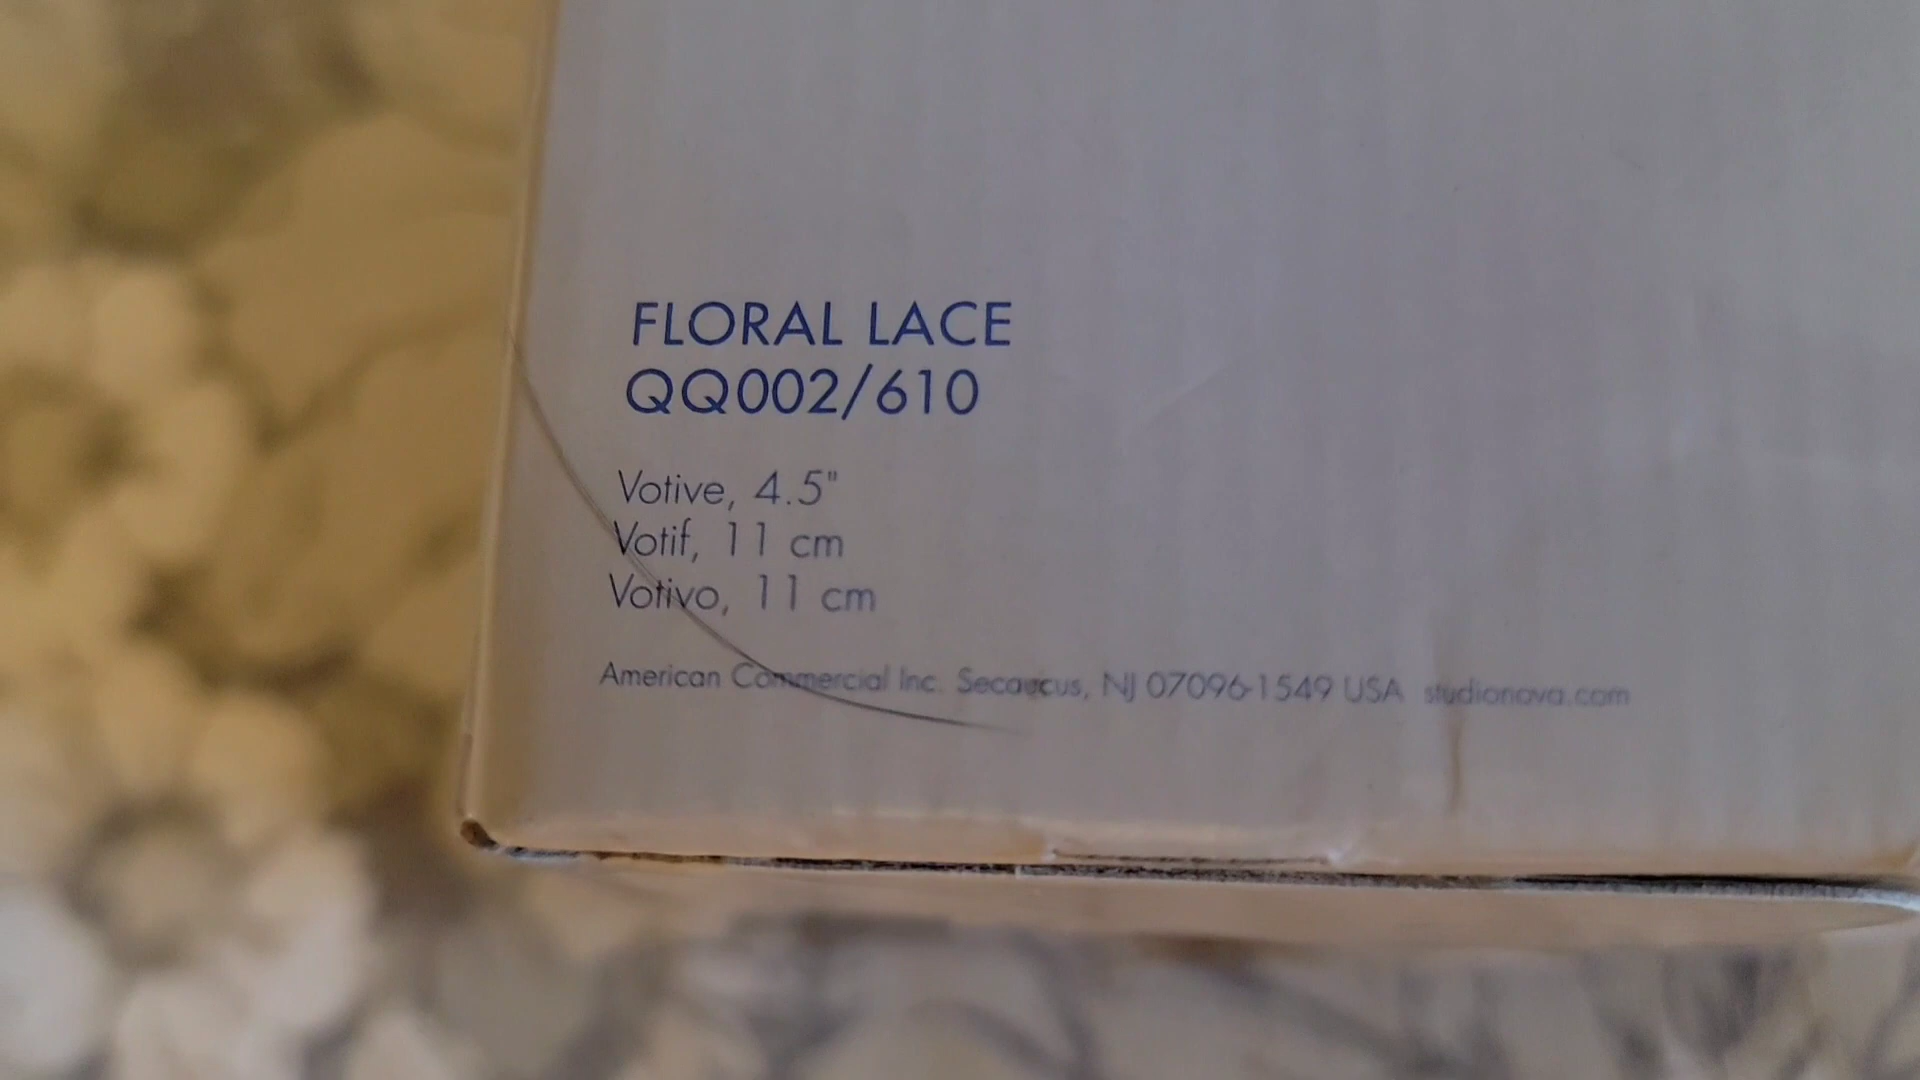 FLORAL LACE
QQ002/610
Votive, 4.5"
Votif, 11 cm
Votivo, 11 cm
American Commercial Inc. Secaucus, NJ 07096-1549 USA studionova.com